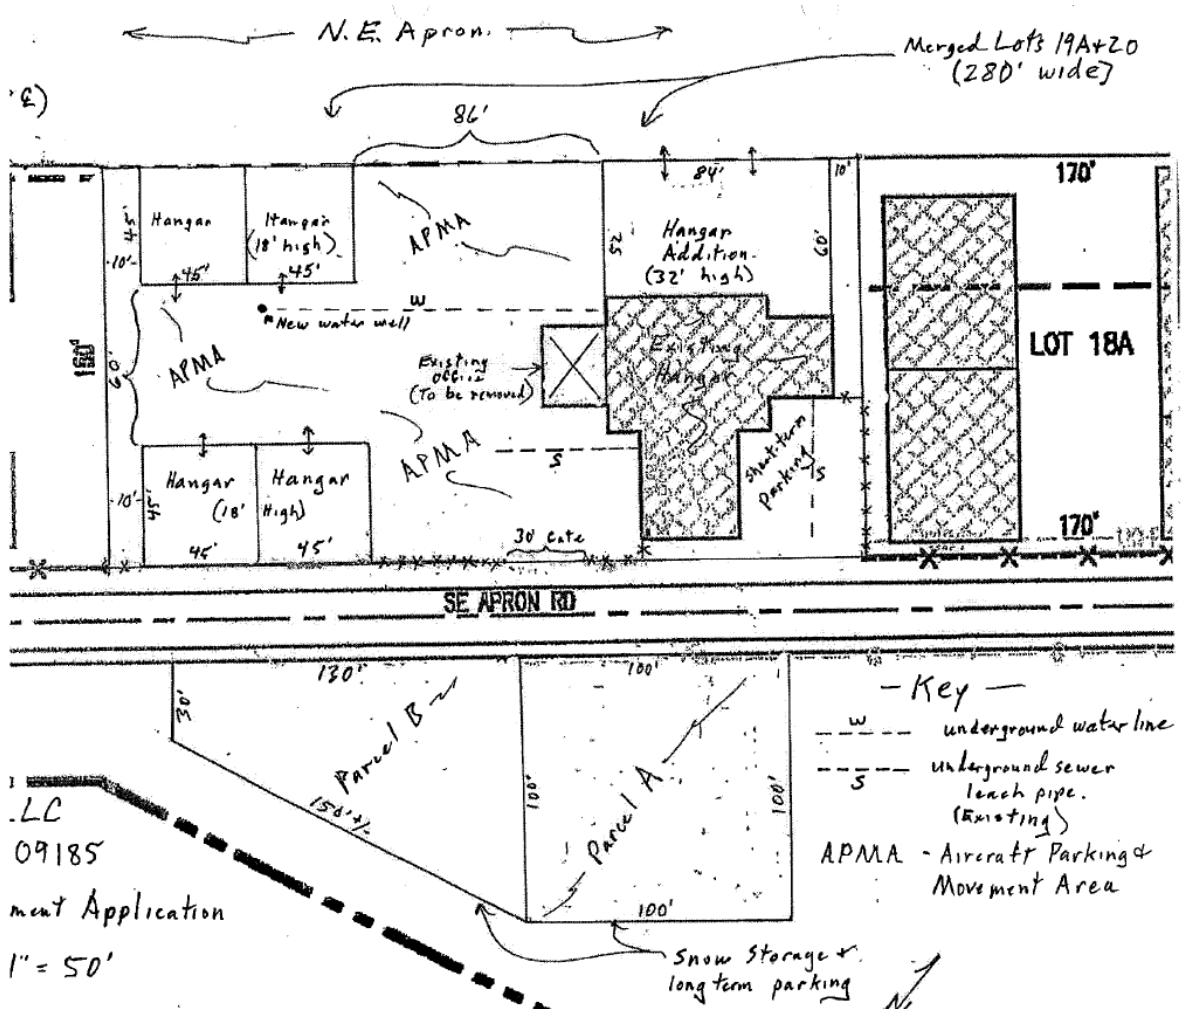 N.E. Apron.
Merged Lots 19A+20
(280' wide)
℄)
86'
84'
10'
170'
45'
Hangar
Hangar
(18' high)
45'
45'
10'
APMA
25
Hangar
Addition.
(32' high)
60'
W
New water well
150'
60'
APMA
Existing
Office
(To be removed)
Existing
Hangar
LOT 18A
APMA
S
Short-term
Parking
S
Hangar
(18'
Hangar
High)
10'
45'
45'
45'
30' Gate
170'
SE APRON RD
130'
100'
30'
Parcel B
150'+/-
100'
Parcel A
100'
100'
- Key -
W
underground water line
S
underground sewer
leach pipe.
(Existing)
APMA - Aircraft Parking &
Movement Area
.LC
09185
ment Application
1" = 50'
Snow Storage &
long term parking
N